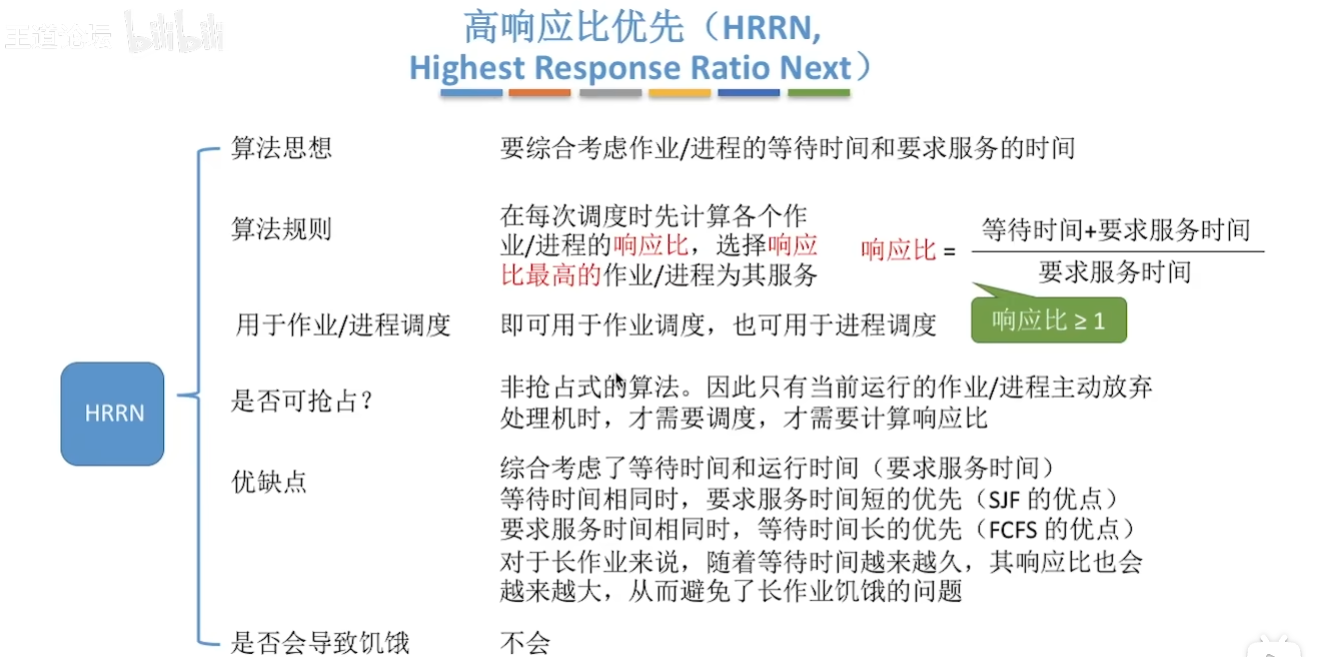 王道论坛 bilibili
高响应比优先（HRRN,
Highest Response Ratio Next）
算法思想
要综合考虑作业/进程的等待时间和要求服务的时间
算法规则
在每次调度时先计算各个作
业/进程的响应比，选择响应
比最高的作业/进程为其服务
响应比 =
等待时间+要求服务时间
要求服务时间
响应比 ≥ 1
用于作业/进程调度
即可用于作业调度，也可用于进程调度
HRRN
是否可抢占？
非抢占式的算法。因此只有当前运行的作业/进程主动放弃
处理机时，才需要调度，才需要计算响应比
优缺点
综合考虑了等待时间和运行时间（要求服务时间）
等待时间相同时，要求服务时间短的优先（SJF 的优点）
要求服务时间相同时，等待时间长的优先（FCFS 的优点）
对于长作业来说，随着等待时间越来越久，其响应比也会
越来越大，从而避免了长作业饥饿的问题
是否会导致饥饿
不会